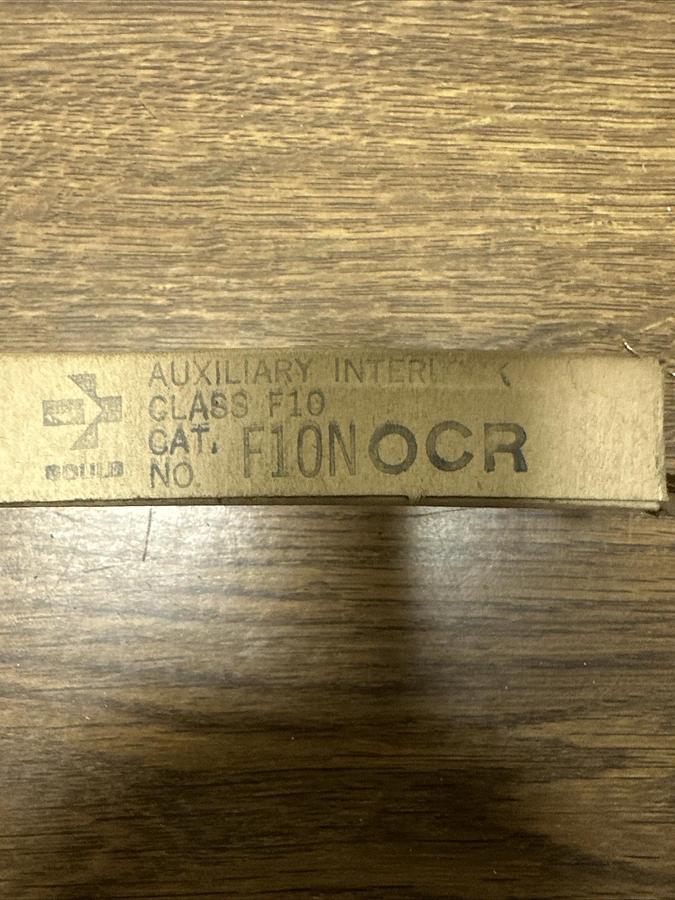 AUXILIARY
CLASS F10
CAT. F10NOCR
NO.
GOULD